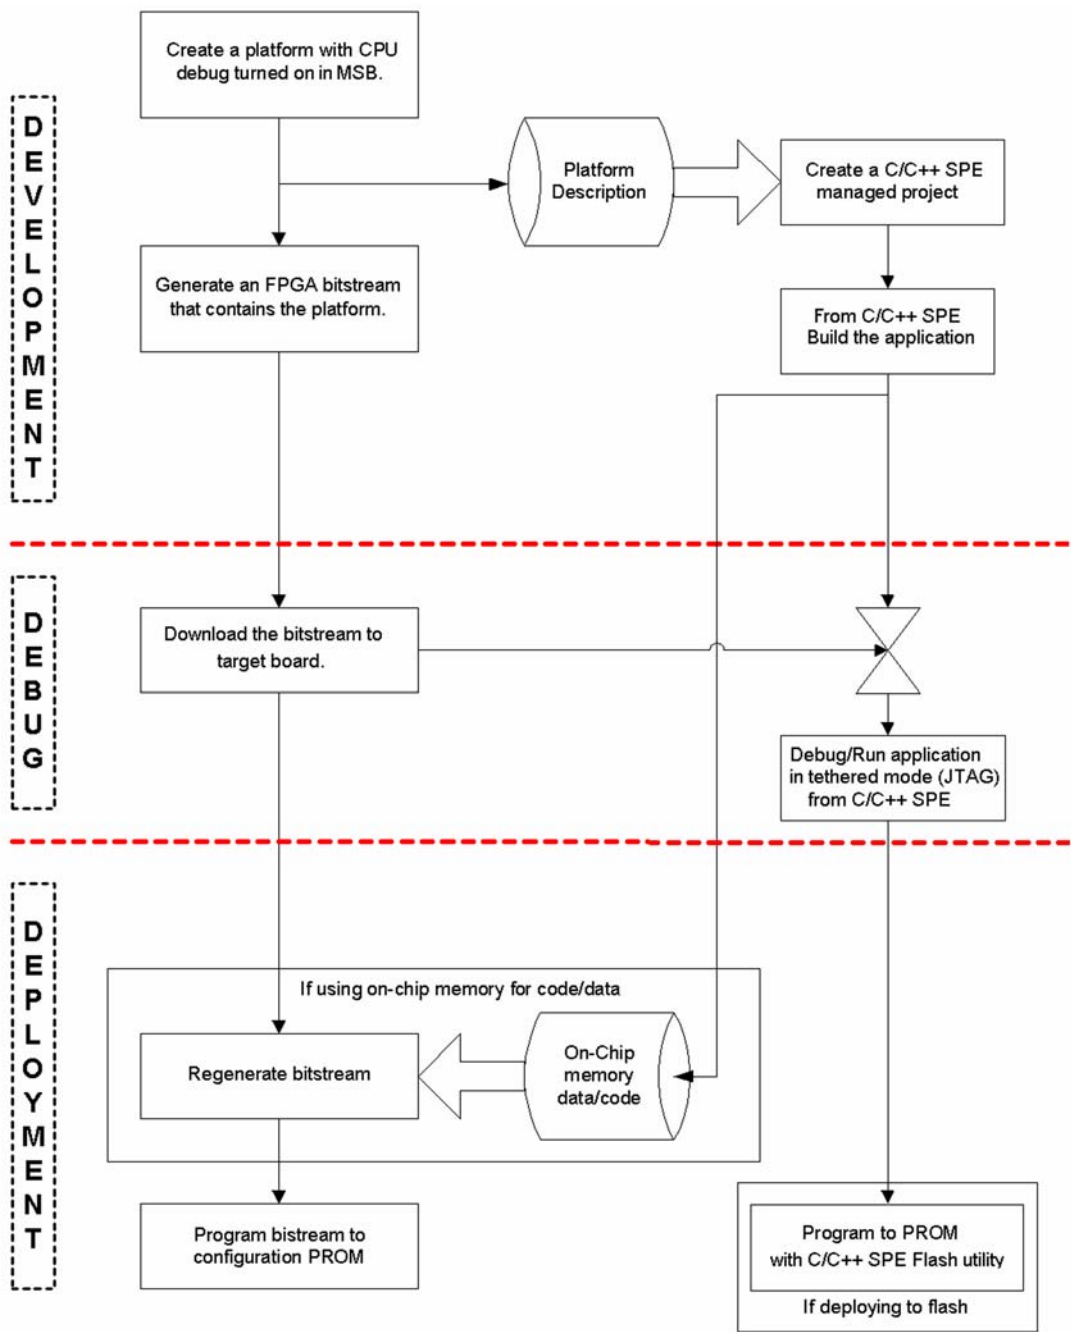 Create a platform with CPU
debug turned on in MSB.
DEVELOPMENT
Platform
Description
Create a C/C++ SPE
managed project
Generate an FPGA bitstream
that contains the platform.
From C/C++ SPE
Build the application
DEBUG
Download the bitstream to
target board.
Debug/Run application
in tethered mode (JTAG)
from C/C++ SPE
DEPLOYMENT
If using on-chip memory for code/data
Regenerate bitstream
On-Chip
memory
data/code
Program bistream to
configuration PROM
Program to PROM
with C/C++ SPE Flash utility
If deploying to flash